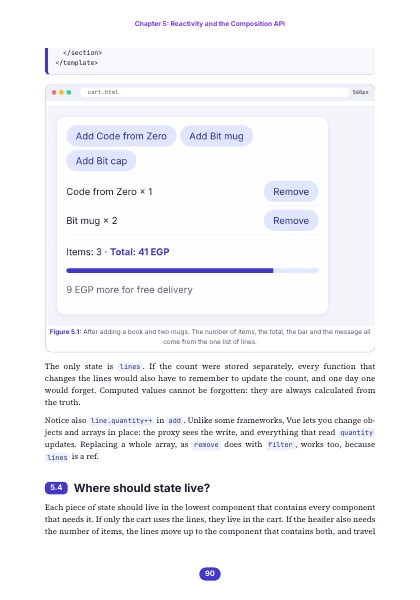 Chapter 5: Reactivity and the Composition API
</section>
</template>
cart.html 560px
Add Code from Zero Add Bit mug
Add Bit cap
Code from Zero × 1 Remove
Bit mug × 2 Remove
Items: 3 · Total: 41 EGP
9 EGP more for free delivery
Figure 5.1: After adding a book and two mugs. The number of items, the total, the bar and the message all
come from the one list of lines.
The only state is lines. If the count were stored separately, every function that
changes the lines would also have to remember to update the count, and one day one
would forget. Computed values cannot be forgotten: they are always calculated from
the truth.
Notice also line.quantity++ in add. Unlike some frameworks, Vue lets you change ob-
jects and arrays in place: the proxy sees the write, and everything that read quantity
updates. Replacing a whole array, as remove does with filter, works too, because
lines is a ref.
5.4 Where should state live?
Each piece of state should live in the lowest component that contains every component
that needs it. If only the cart uses the lines, they live in the cart. If the header also needs
the number of items, the lines move up to the component that contains both, and travel
90